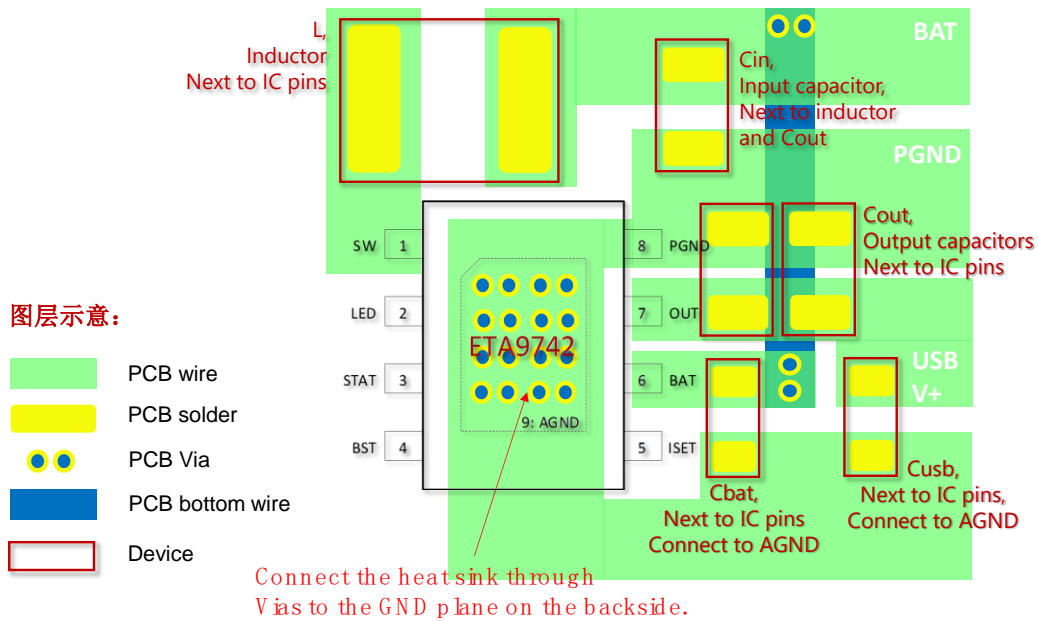 L,
Inductor
Next to IC pins
BAT
Cin,
Input capacitor,
Next to inductor
and Cout
PGND
Cout,
Output capacitors
Next to IC pins
SW 1
8 PGND
LED 2
7 OUT
ETA9742
STAT 3
6 BAT
BST 4
5 ISET
9: AGND
USB
V+
图层示意：
PCB wire
PCB solder
PCB Via
PCB bottom wire
Device
Cbat,
Next to IC pins
Connect to AGND
Cusb,
Next to IC pins,
Connect to AGND
Connect the heatsink through
Vias to the GND plane on the backside.